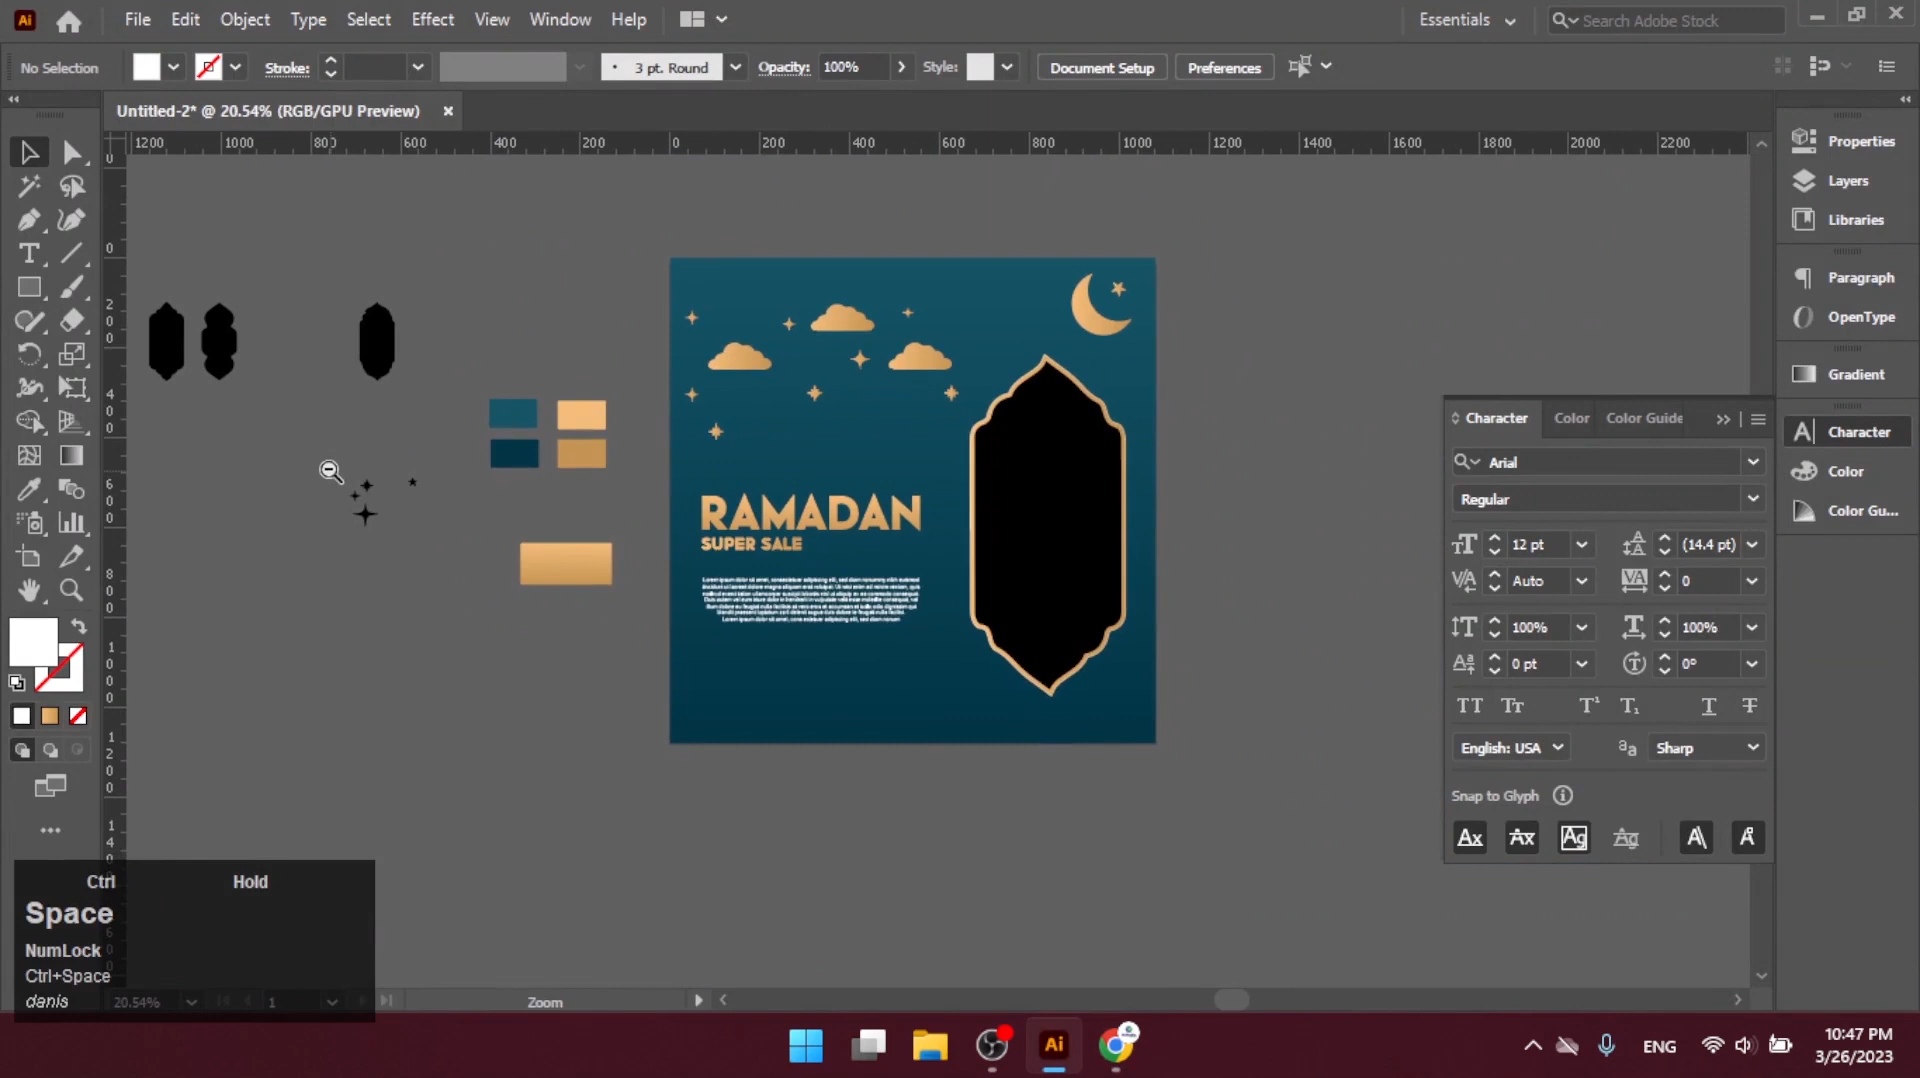 Ai File Edit Object Type Select Effect View Window Help Essentials Search Adobe Stock
No Selection Stroke: 3 pt. Round Opacity: 100% Style: Document Setup Preferences
Untitled-2* @ 20.54% (RGB/GPU Preview)
1200 1000 800 600 400 200 0 200 400 600 800 1000 1200 1400 1600 1800 2000 2200
Properties
Layers
Libraries
Paragraph
OpenType
Gradient
Character
Color
Color Gu...
Character Color Color Guide
Arial
Regular
12 pt (14.4 pt)
Auto 0
100% 100%
0 pt 0°
English: USA Sharp
Snap to Glyph
RAMADAN
SUPER SALE
Ctrl Hold
Space
NumLock
Ctrl+Space
danis
20.54% 1 Zoom
Ai ENG 10:47 PM
3/26/2023